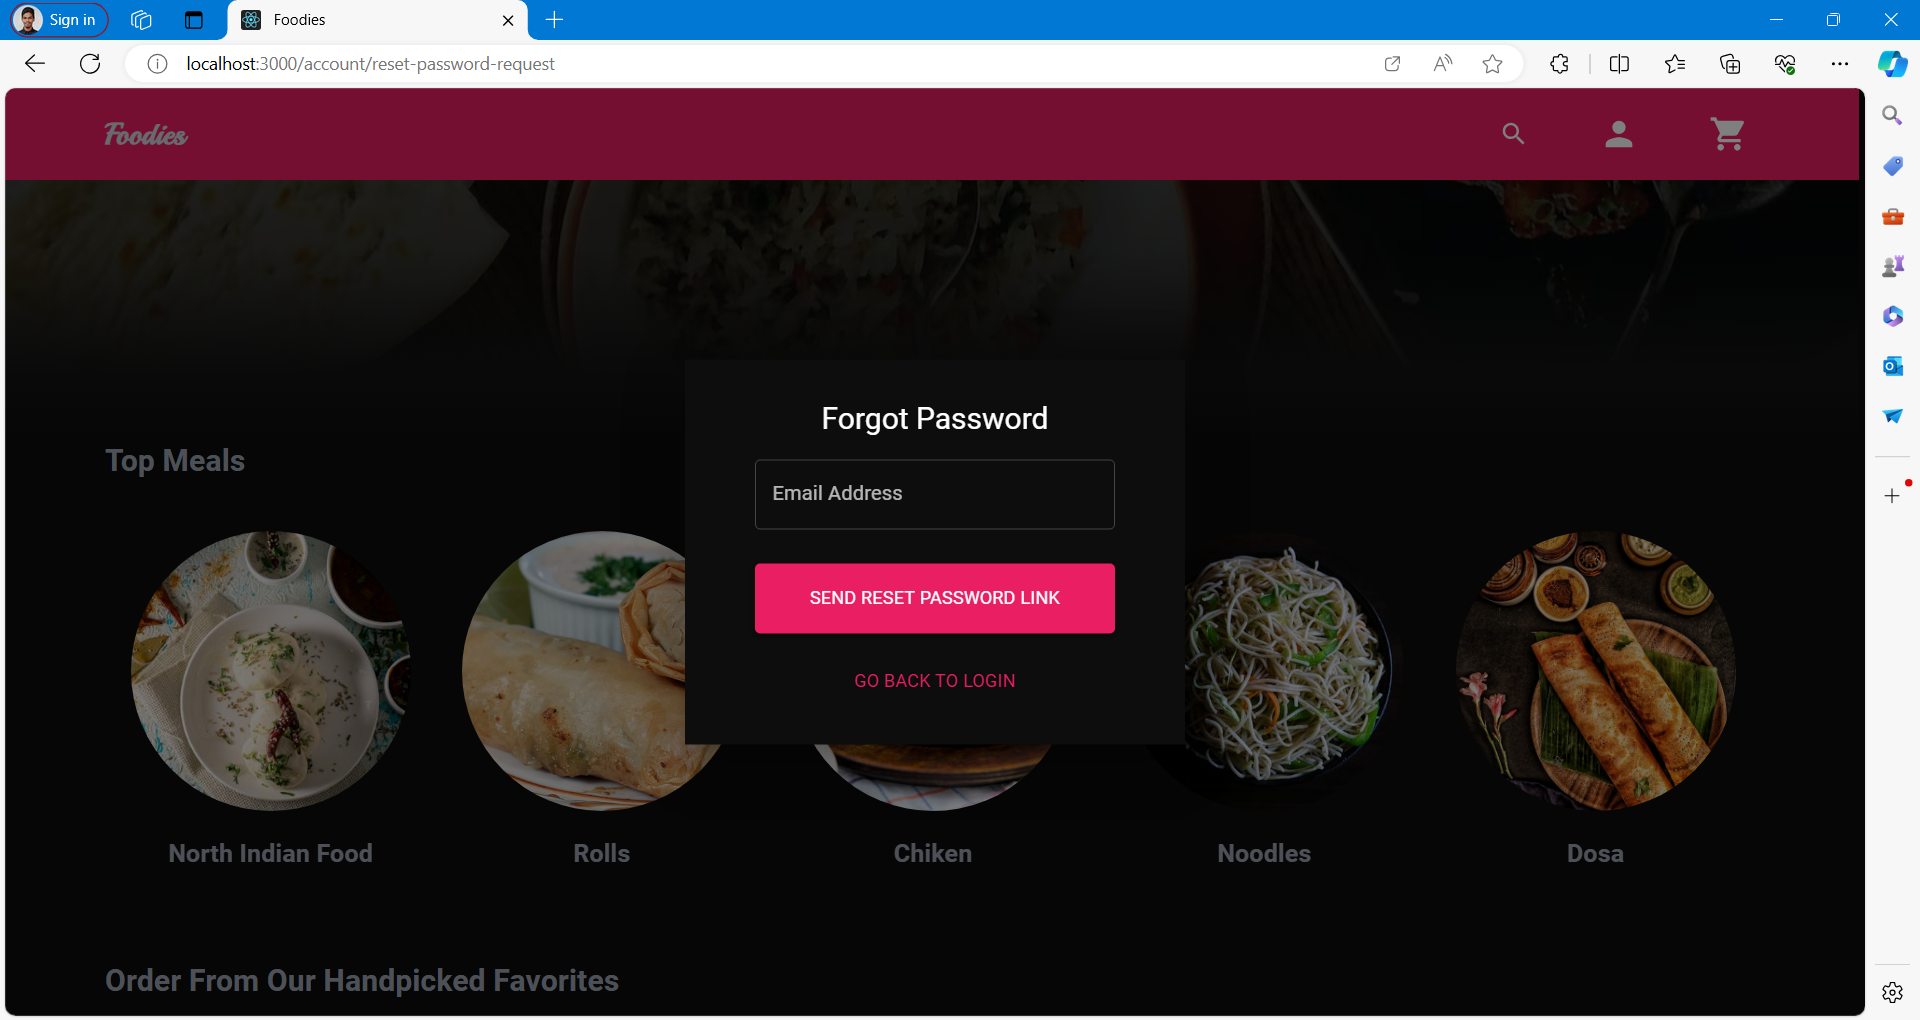 Sign in
Foodies
localhost:3000/account/reset-password-request
Foodies
Forgot Password
Top Meals
Email Address
SEND RESET PASSWORD LINK
GO BACK TO LOGIN
North Indian Food
Rolls
Chiken
Noodles
Dosa
Order From Our Handpicked Favorites